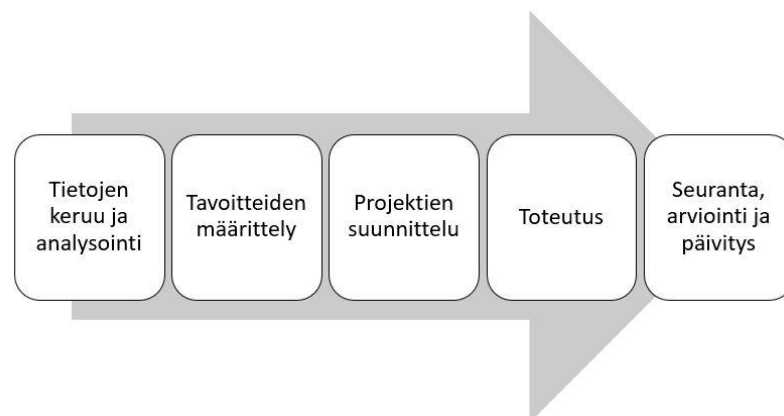 Tietojen
keruu ja
analysointi
Tavoitteiden
määrittely
Projektien
suunnittelu
Toteutus
Seuranta,
arviointi ja
päivitys